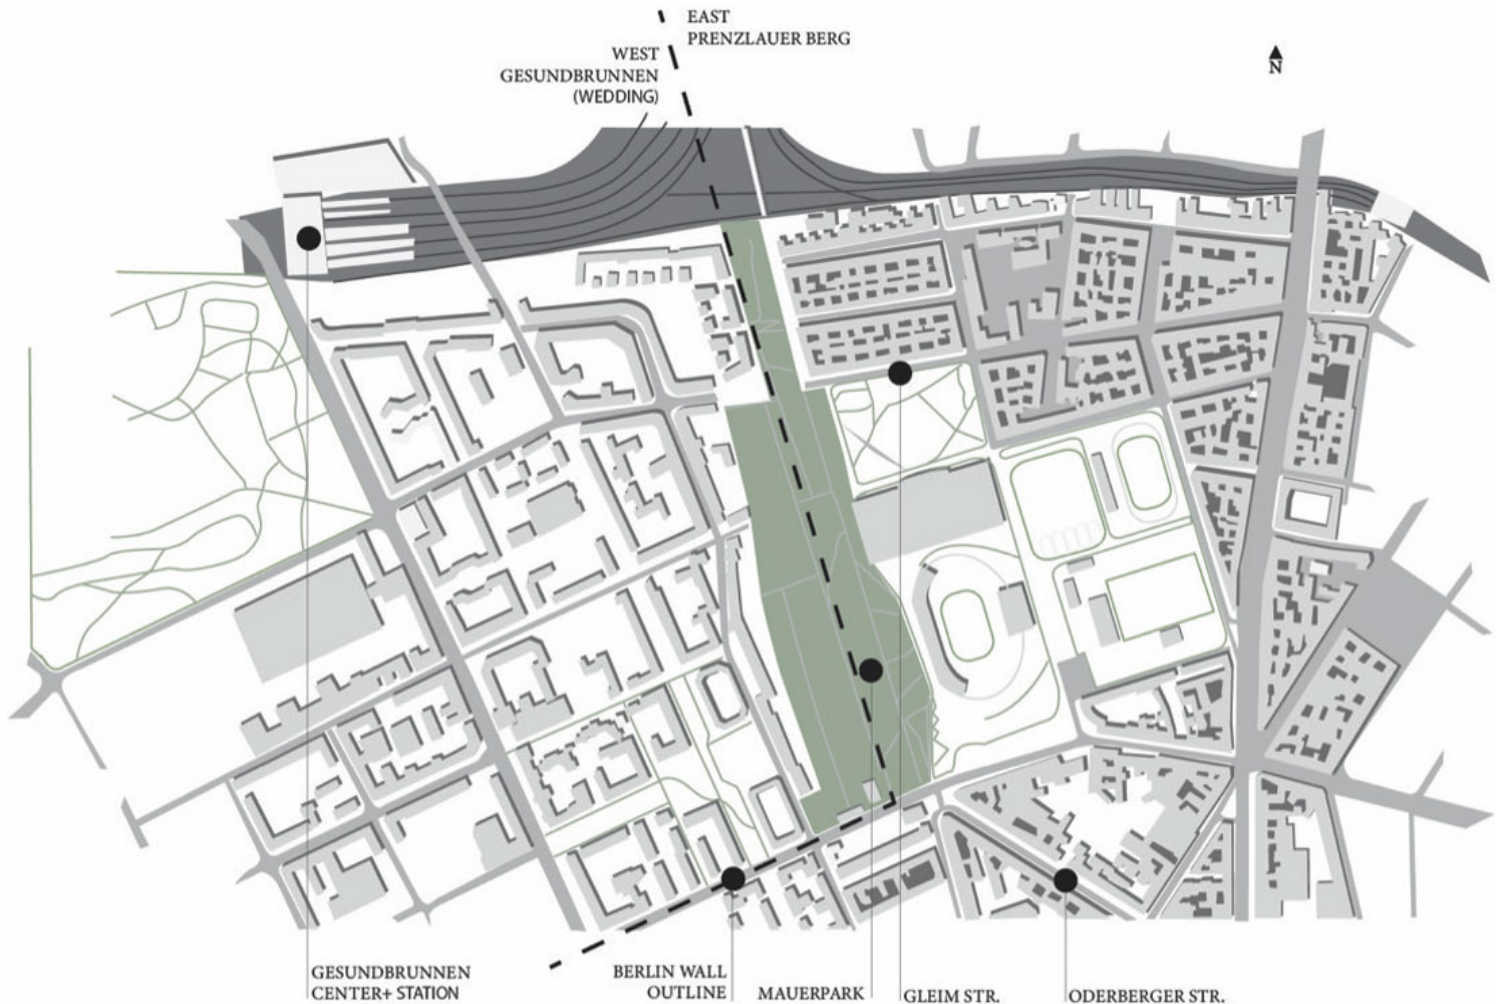 EAST
PRENZLAUER BERG
WEST
GESUNDBRUNNEN
(WEDDING)
N
GESUNDBRUNNEN
CENTER+ STATION
BERLIN WALL
OUTLINE
MAUERPARK
GLEIM STR.
ODERBERGER STR.